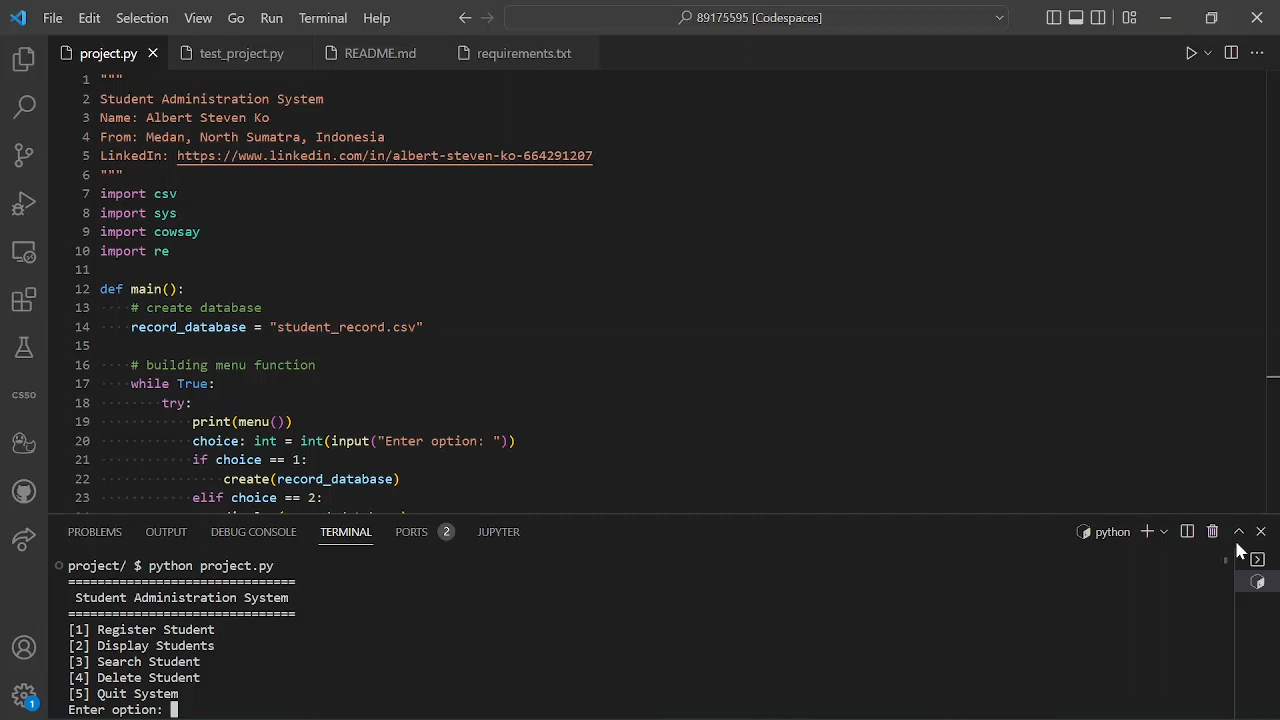 File Edit Selection View Go Run Terminal Help 89175595 [Codespaces]
project.py test_project.py README.md requirements.txt
1 """
2 Student Administration System
3 Name: Albert Steven Ko
4 From: Medan, North Sumatra, Indonesia
5 LinkedIn: https://www.linkedin.com/in/albert-steven-ko-664291207
6 """
7 import csv
8 import sys
9 import cowsay
10 import re
11
12 def main():
13 # create database
14 record_database = "student_record.csv"
15
16 # building menu function
17 while True:
18 try:
19 print(menu())
20 choice: int = int(input("Enter option: "))
21 if choice == 1:
22 create(record_database)
23 elif choice == 2:
CS50
PROBLEMS OUTPUT DEBUG CONSOLE TERMINAL PORTS 2 JUPYTER python
project/ $ python project.py
==============================
Student Administration System
==============================
[1] Register Student
[2] Display Students
[3] Search Student
[4] Delete Student
[5] Quit System
Enter option:
1